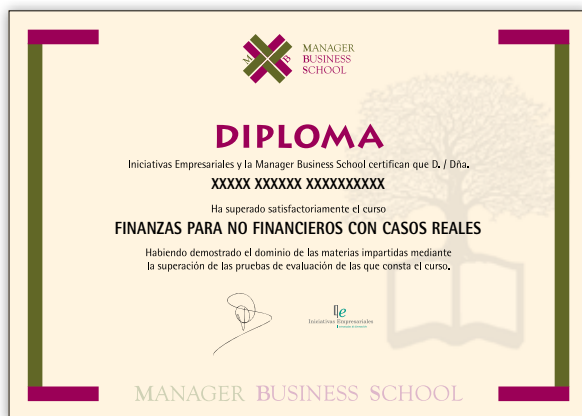 M B
MANAGER
BUSINESS
SCHOOL
DIPLOMA
Iniciativas Empresariales y la Manager Business School certifican que D. / Dña.
XXXXX XXXXXX XXXXXXXXXX
Ha superado satisfactoriamente el curso
FINANZAS PARA NO FINANCIEROS CON CASOS REALES
Habiendo demostrado el dominio de las materias impartidas mediante
la superación de las pruebas de evaluación de las que consta el curso.
Ie
Iniciativas Empresariales
MANAGER BUSINESS SCHOOL